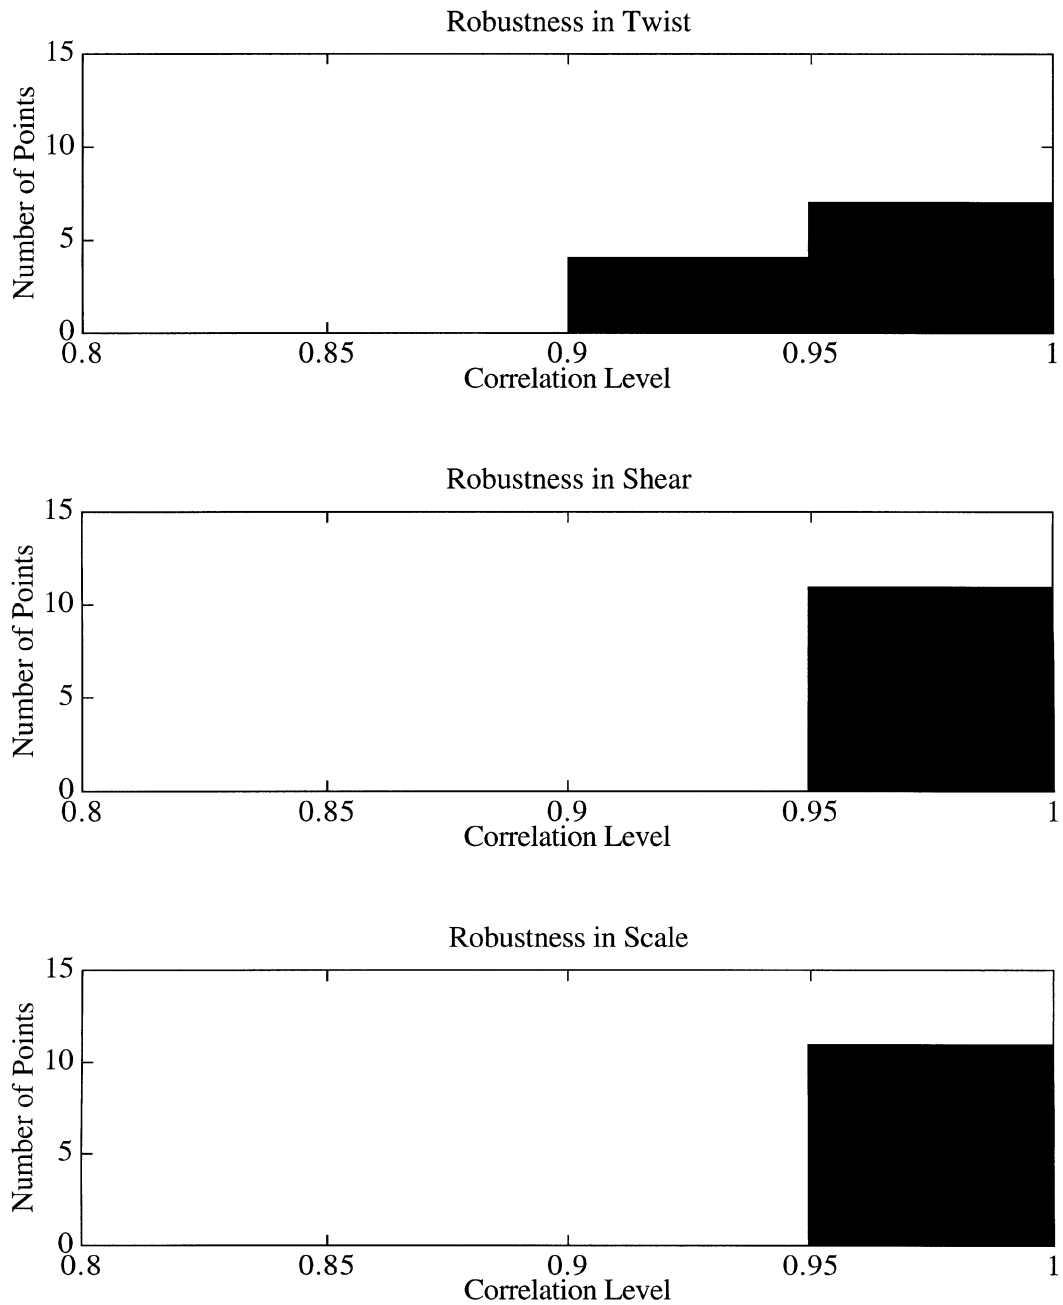 Robustness in Twist
15
10
5
0
Number of Points
0.8 0.85 0.9 0.95 1
Correlation Level
Robustness in Shear
15
10
5
0
Number of Points
0.8 0.85 0.9 0.95 1
Correlation Level
Robustness in Scale
15
10
5
0
Number of Points
0.8 0.85 0.9 0.95 1
Correlation Level